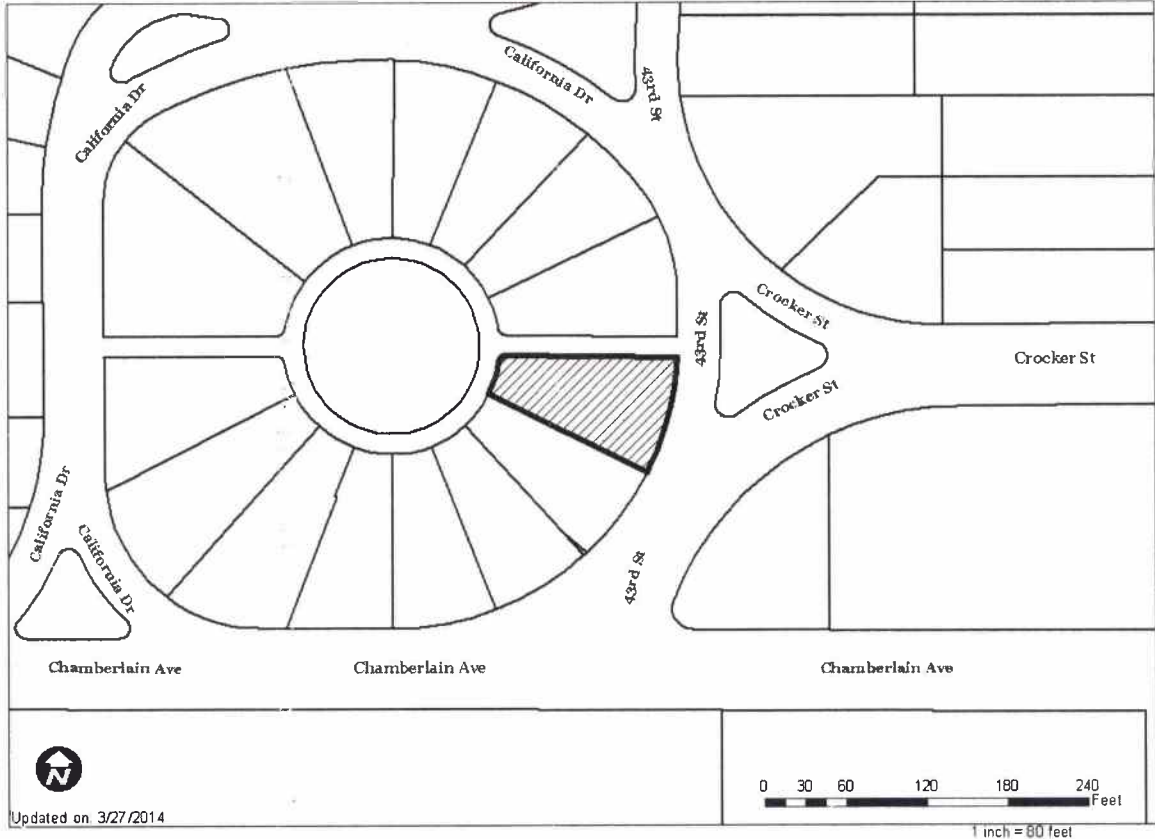 California Dr
California Dr
43rd St
Crocker St
43rd St
Crocker St
Crocker St
California Dr
California Dr
43rd St
Chamberlain Ave
Chamberlain Ave
Chamberlain Ave
N
0 30 60 120 180 240
Feet
Updated on: 3/27/2014
1 inch = 80 feet